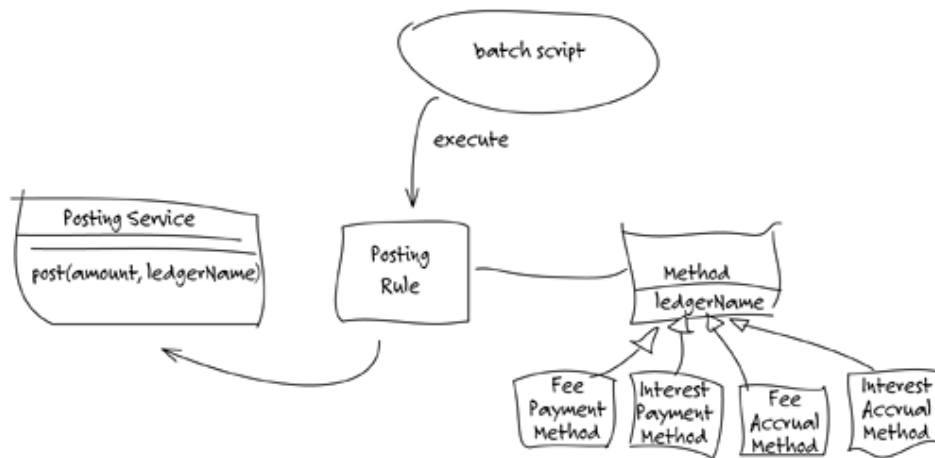 batch script
execute
Posting Service
post(amount, ledgerName)
Posting
Rule
Method
ledgerName
Fee
Payment
Method
Interest
Payment
Method
Fee
Accrual
Method
Interest
Accrual
Method